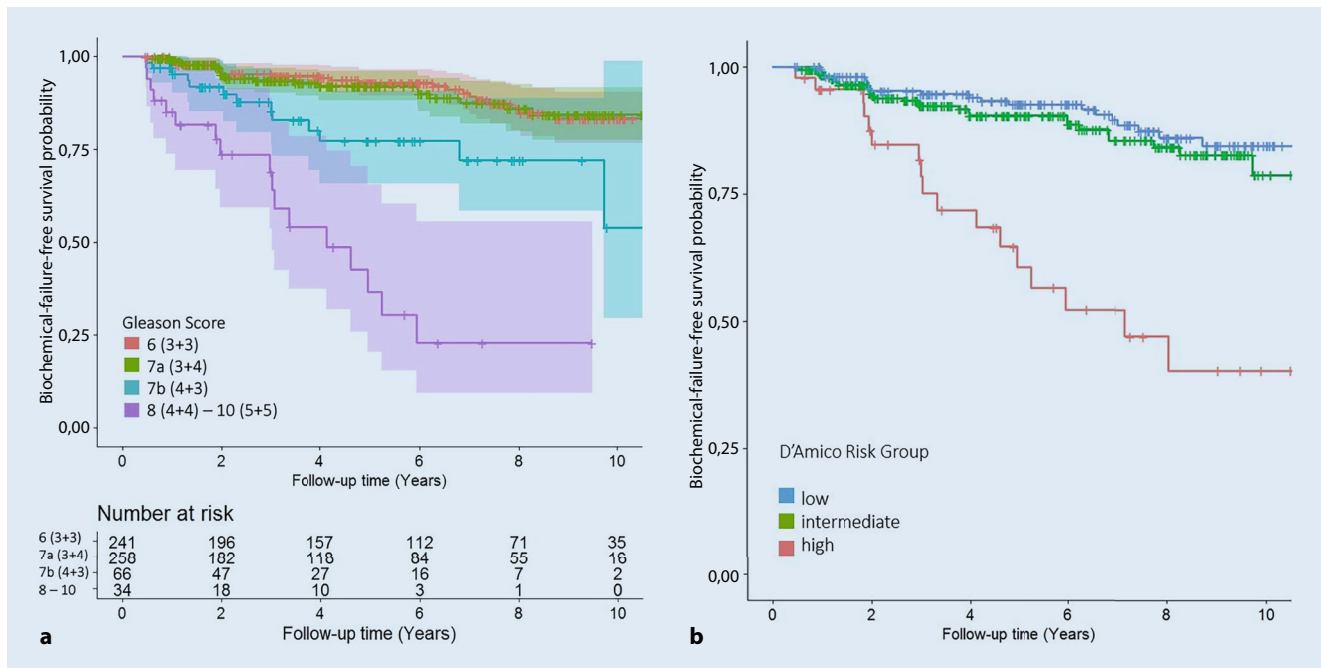 Biochemical-failure-free survival probability
1,00
0,75
0,50
0,25
0,00
Gleason Score
6 (3+3)
7a (3+4)
7b (4+3)
8 (4+4) – 10 (5+5)
0 2 4 6 8 10
Follow-up time (Years)
Number at risk
6 (3+3) 241 196 157 112 71 35
7a (3+4) 258 182 118 84 55 16
7b (4+3) 66 47 27 16 7 2
8 – 10 34 18 10 3 1 0
0 2 4 6 8 10
Follow-up time (Years)
a
Biochemical-failure-free survival probability
1,00
0,75
0,50
0,25
0,00
D'Amico Risk Group
low
intermediate
high
0 2 4 6 8 10
Follow-up time (Years)
b